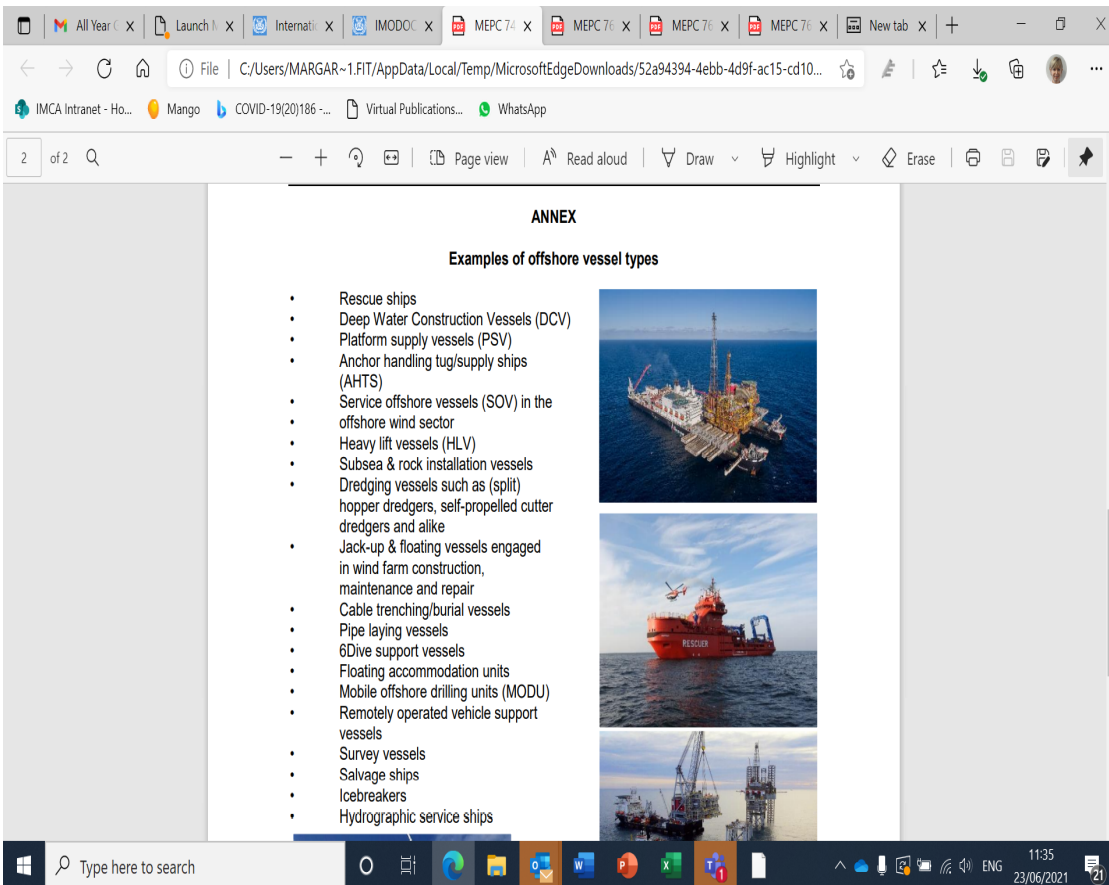 All Year C
Launch N
Internatic
IMODOC
MEPC 74
MEPC 76
MEPC 76
MEPC 76
New tab
File
C:/Users/MARGAR~1.FIT/AppData/Local/Temp/MicrosoftEdgeDownloads/52a94394-4ebb-4d9f-ac15-cd10...
IMCA Intranet - Ho...
Mango
COVID-19(20)186 -...
Virtual Publications...
WhatsApp
2 of 2
Page view
Read aloud
Draw
Highlight
Erase
ANNEX
Examples of offshore vessel types
• Rescue ships
• Deep Water Construction Vessels (DCV)
• Platform supply vessels (PSV)
• Anchor handling tug/supply ships
(AHTS)
• Service offshore vessels (SOV) in the
• offshore wind sector
• Heavy lift vessels (HLV)
• Subsea & rock installation vessels
• Dredging vessels such as (split)
hopper dredgers, self-propelled cutter
dredgers and alike
• Jack-up & floating vessels engaged
in wind farm construction,
maintenance and repair
• Cable trenching/burial vessels
• Pipe laying vessels
• 6Dive support vessels
• Floating accommodation units
• Mobile offshore drilling units (MODU)
• Remotely operated vehicle support
vessels
• Survey vessels
• Salvage ships
• Icebreakers
• Hydrographic service ships
RESCUER
Type here to search
ENG
11:35
23/06/2021
21
1